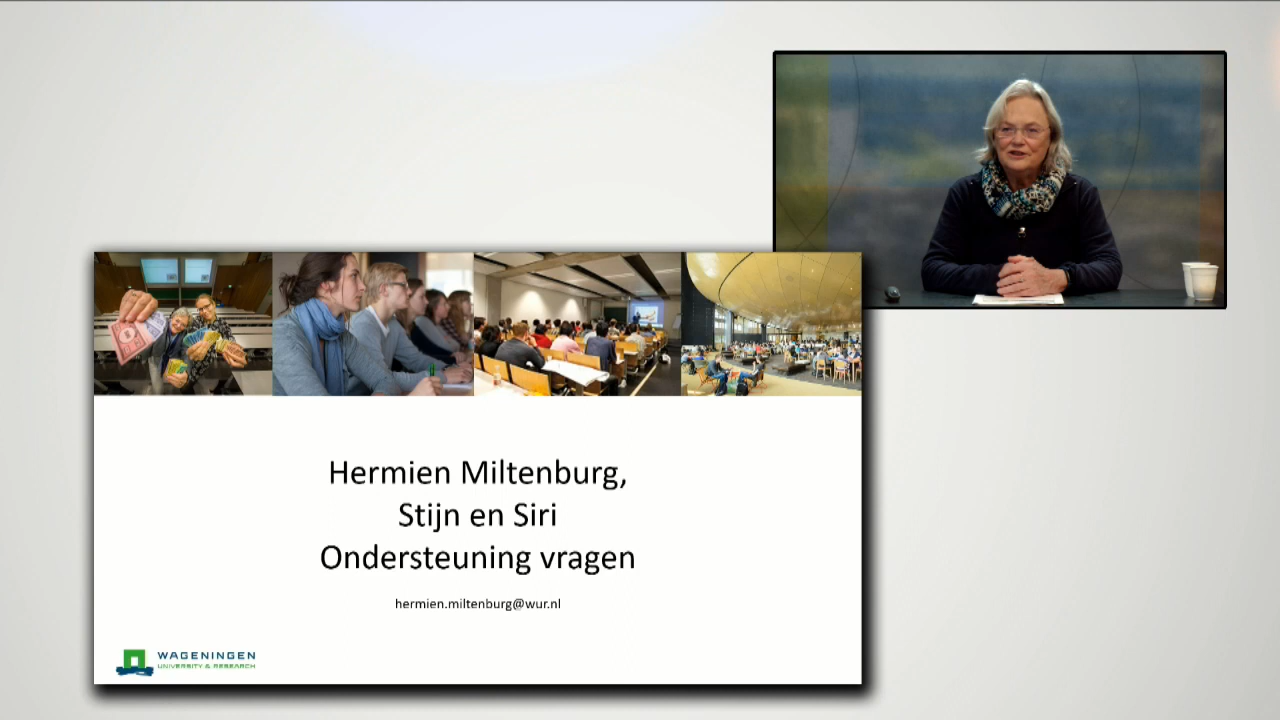 Hermien Miltenburg,
Stijn en Siri
Ondersteuning vragen
hermien.miltenburg@wur.nl
WAGENINGEN
UNIVERSITY & RESEARCH